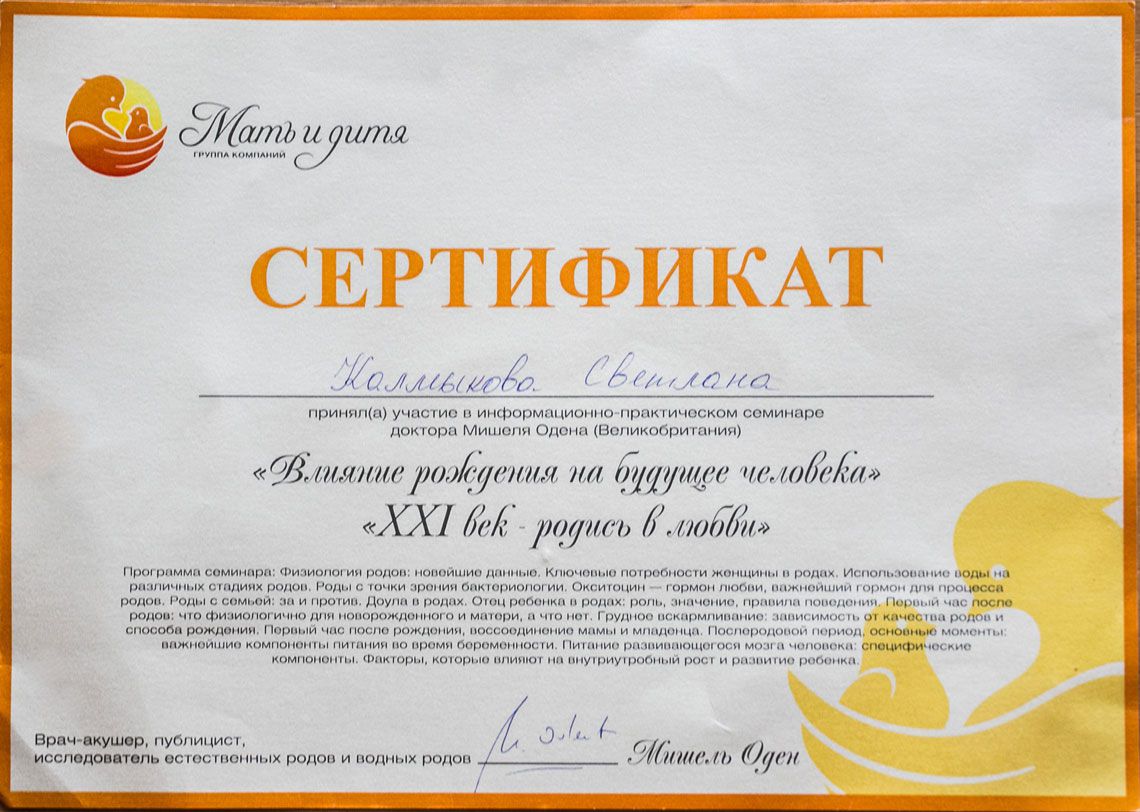 Мать и дитя
ГРУППА КОМПАНИЙ
СЕРТИФИКАТ
Калмыкова Светлана
принял(а) участие в информационно-практическом семинаре
доктора Мишеля Одена (Великобритания)
«Влияние рождения на будущее человека»
«XXI век - родись в любви»
Программа семинара: Физиология родов: новейшие данные. Ключевые потребности женщины в родах. Использование воды на
различных стадиях родов. Роды с точки зрения бактериологии. Окситоцин — гормон любви, важнейший гормон для процесса
родов. Роды с семьей: за и против. Доула в родах. Отец ребенка в родах: роль, значение, правила поведения. Первый час после
родов: что физиологично для новорожденного и матери, а что нет. Грудное вскармливание: зависимость от качества родов и
способа рождения. Первый час после рождения, воссоединение мамы и младенца. Послеродовой период, основные моменты:
важнейшие компоненты питания во время беременности. Питание развивающегося мозга человека: специфические
компоненты. Факторы, которые влияют на внутриутробный рост и развитие ребенка.
Врач-акушер, публицист,
исследователь естественных родов и водных родов
Мишель Оден